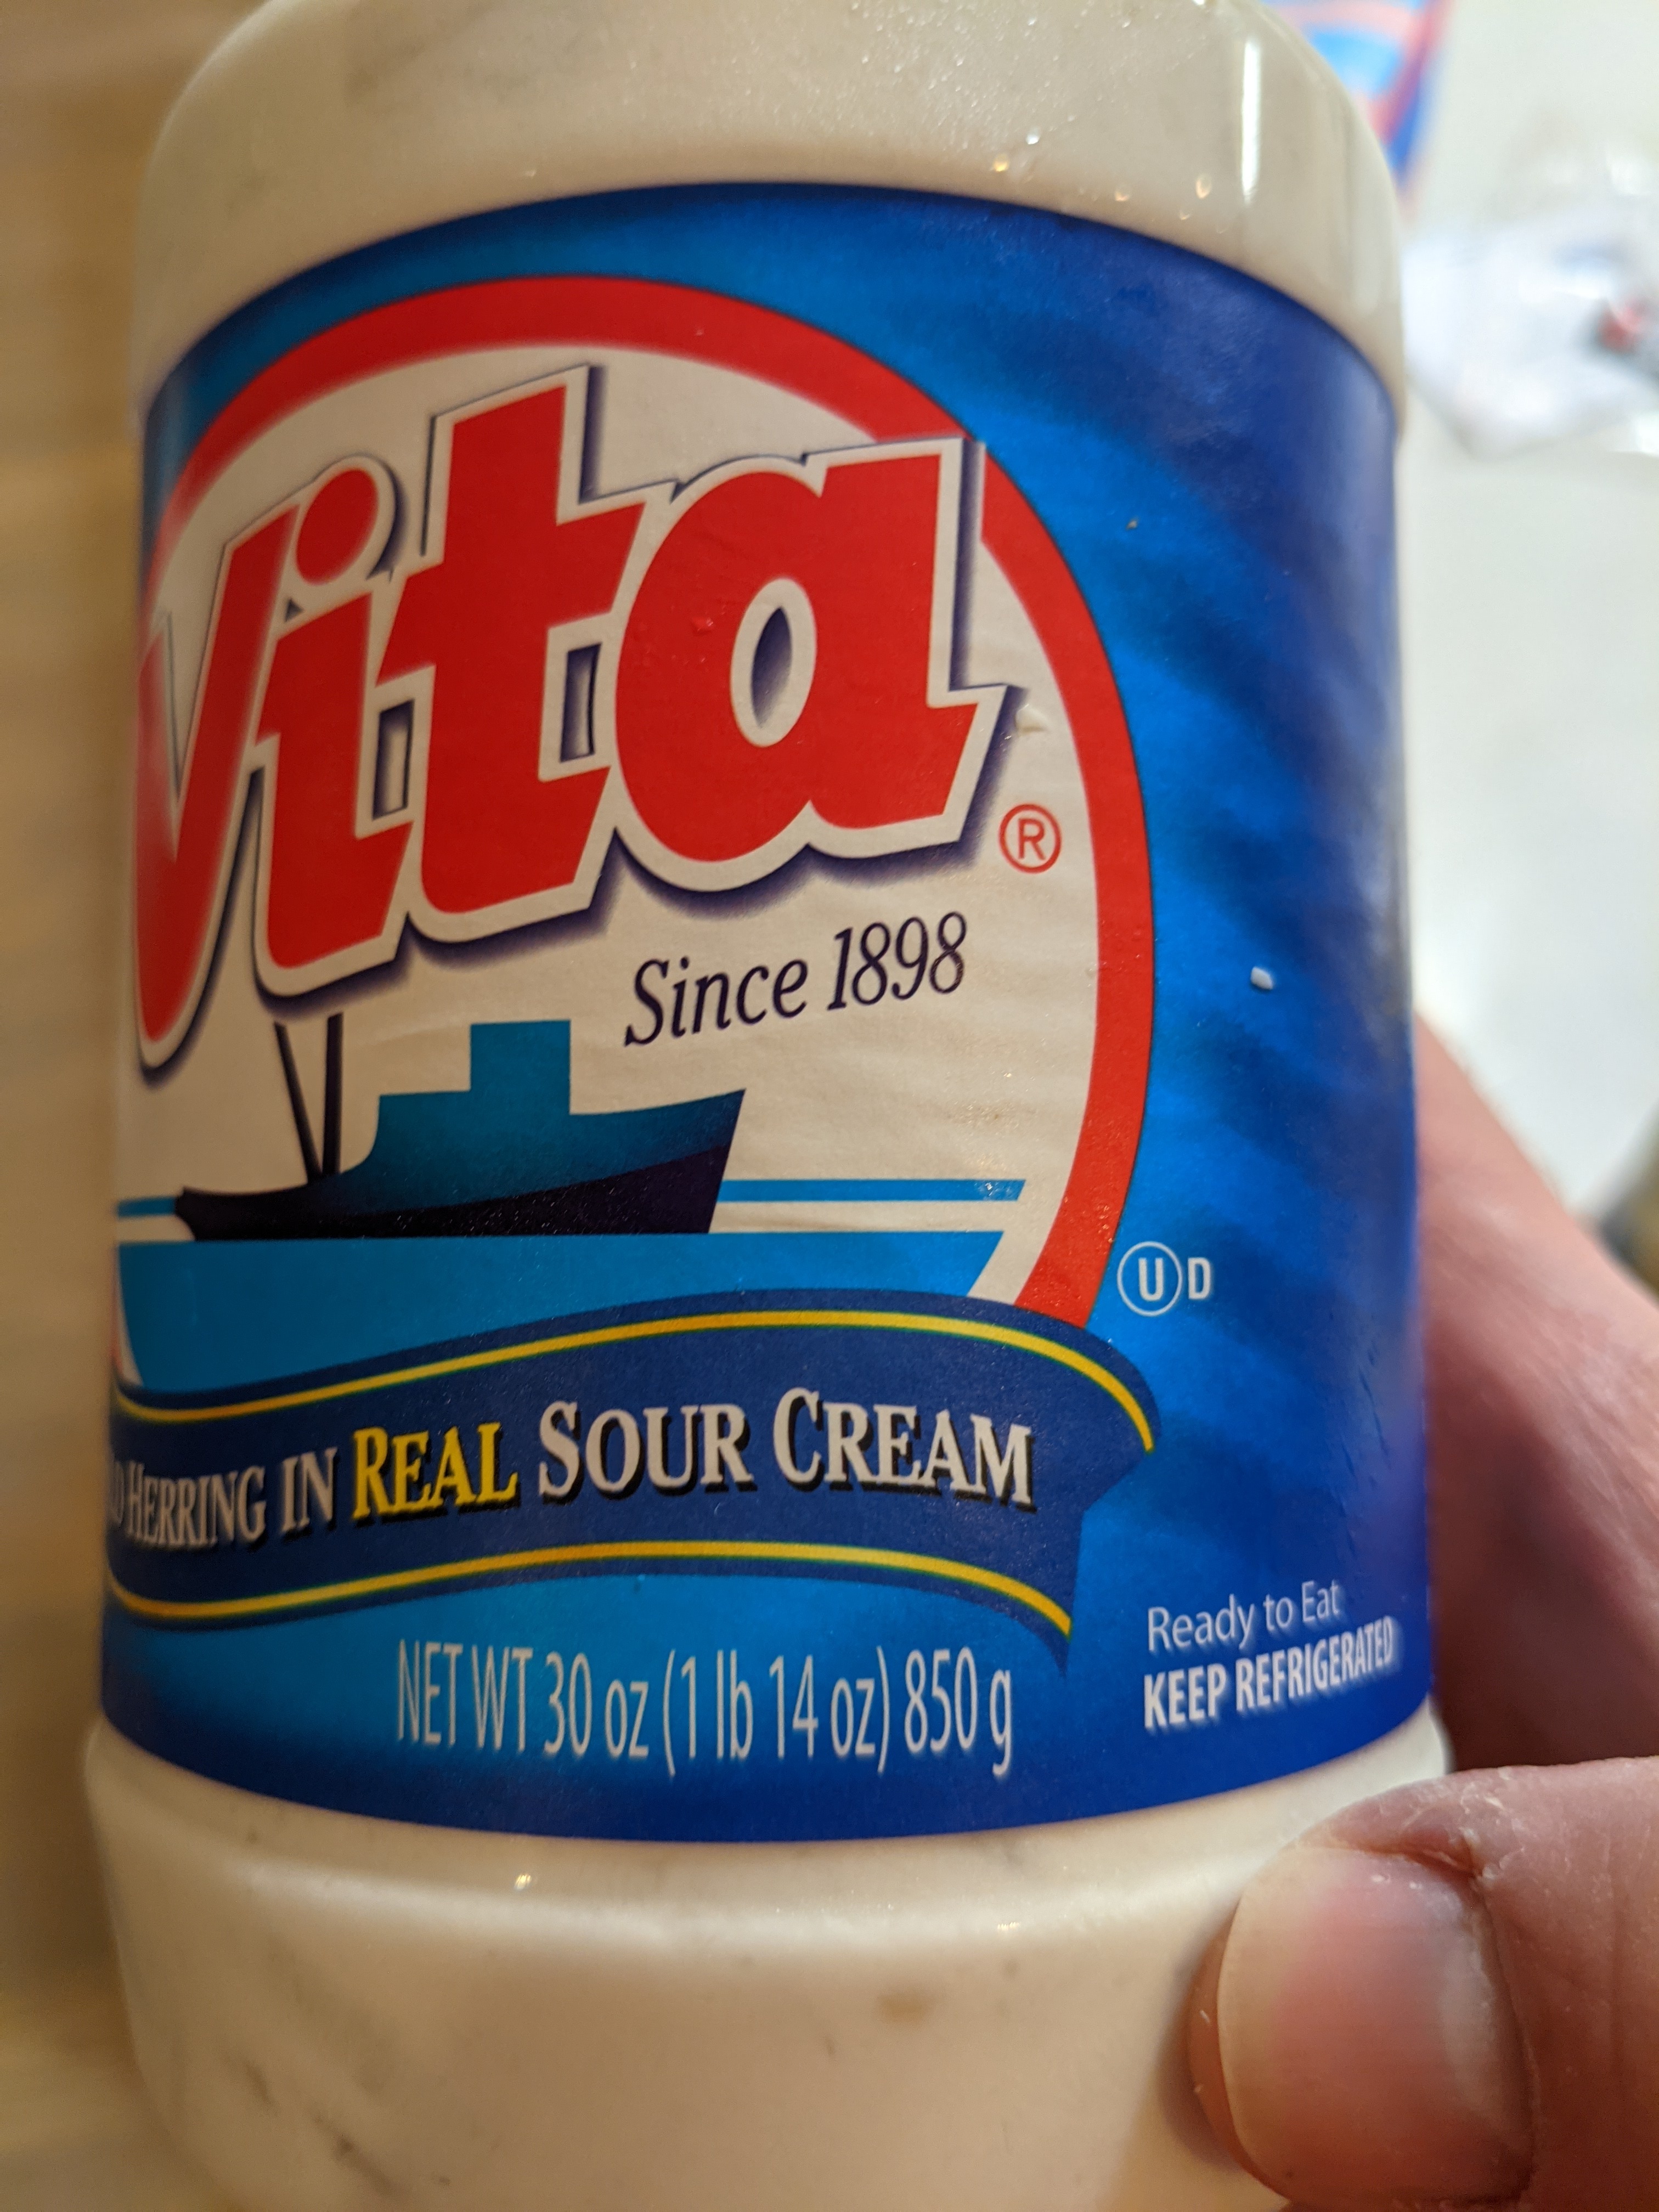 Vita®
Since 1898
U D
HERRING IN REAL SOUR CREAM
NET WT 30 oz (1 lb 14 oz) 850 g
Ready to Eat
KEEP REFRIGERATED